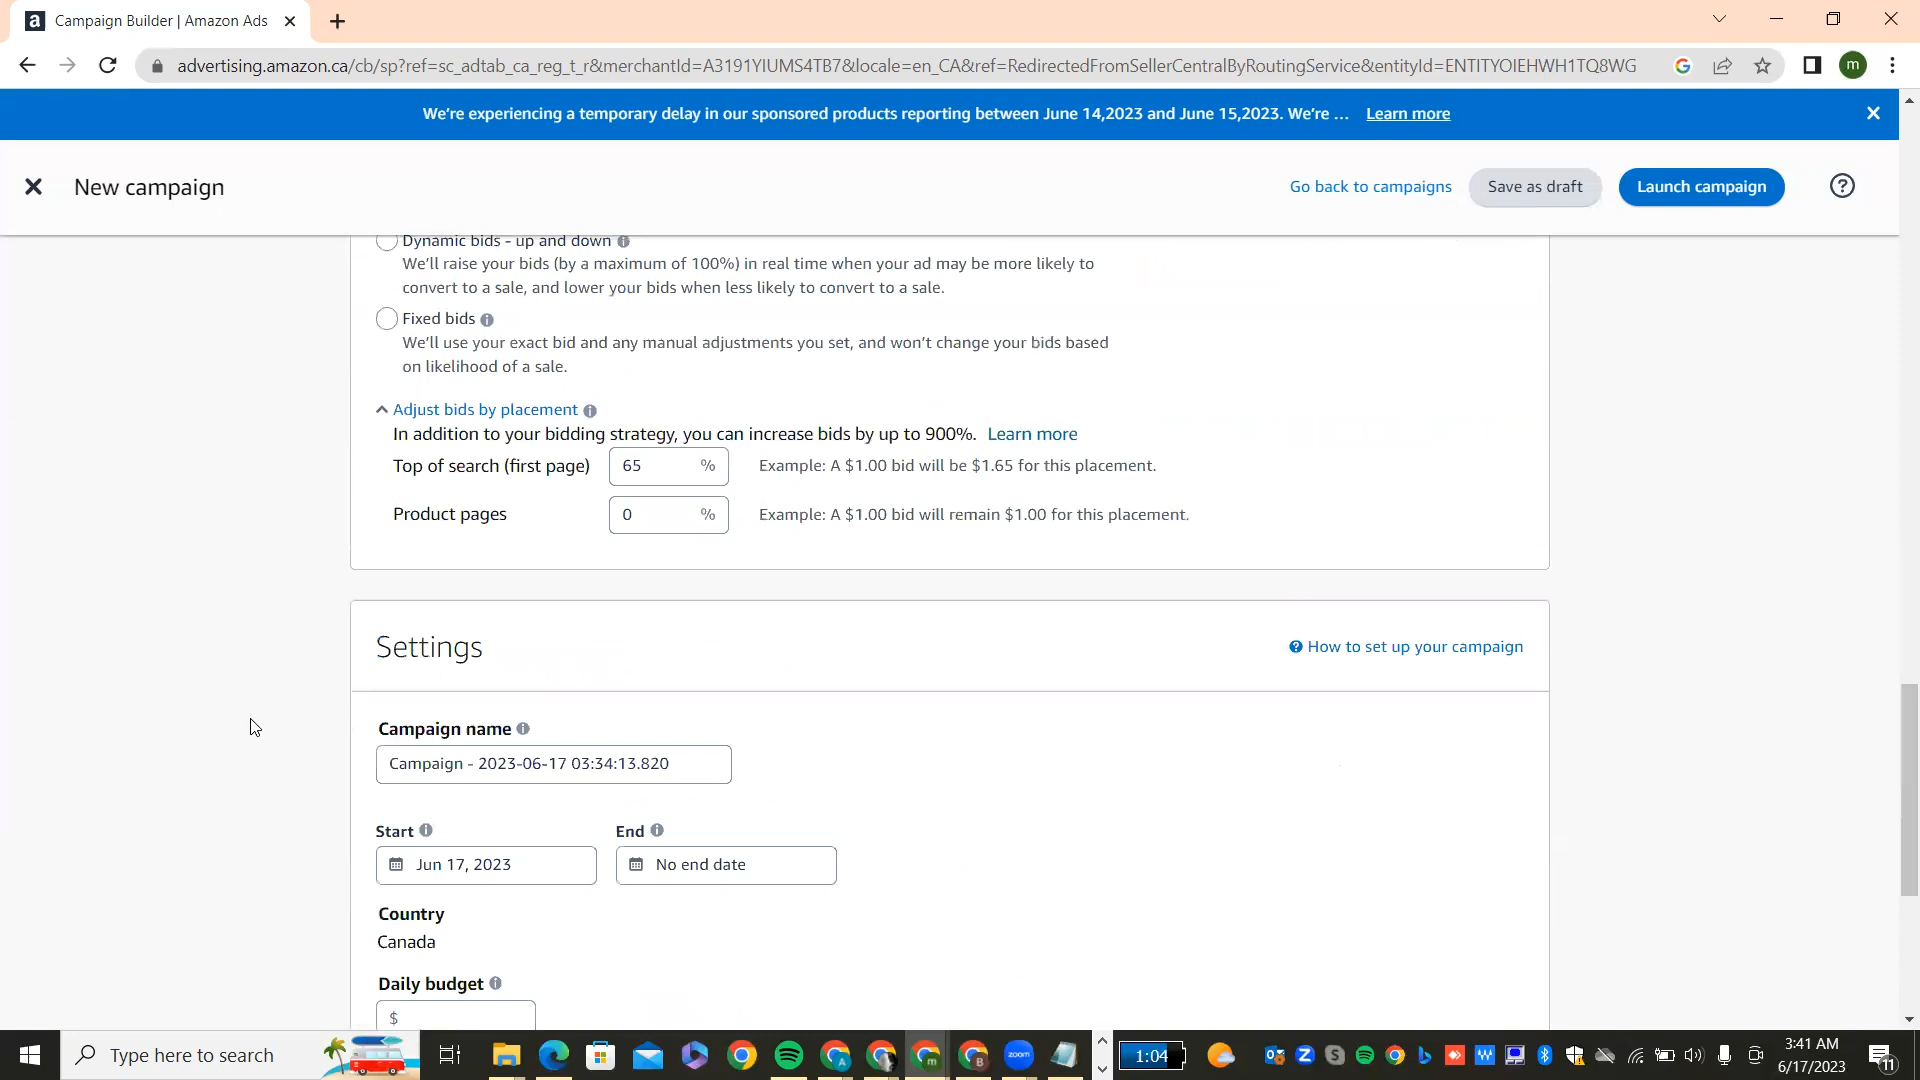 Campaign Builder | Amazon Ads
advertising.amazon.ca/cb/sp?ref=sc_adtab_ca_reg_t_r&merchantId=A3191YIUMS4TB7&locale=en_CA&ref=RedirectedFromSellerCentralByRoutingService&entityId=ENTITYOIEHWH1TQ8WG
m
We're experiencing a temporary delay in our sponsored products reporting between June 14,2023 and June 15,2023. We're ... Learn more
New campaign
Go back to campaigns
Save as draft
Launch campaign
Dynamic bids - up and down
We'll raise your bids (by a maximum of 100%) in real time when your ad may be more likely to
convert to a sale, and lower your bids when less likely to convert to a sale.
Fixed bids
We'll use your exact bid and any manual adjustments you set, and won't change your bids based
on likelihood of a sale.
Adjust bids by placement
In addition to your bidding strategy, you can increase bids by up to 900%. Learn more
Top of search (first page) 65 % Example: A $1.00 bid will be $1.65 for this placement.
Product pages 0 % Example: A $1.00 bid will remain $1.00 for this placement.
Settings
How to set up your campaign
Campaign name
Campaign - 2023-06-17 03:34:13.820
Start End
Jun 17, 2023 No end date
Country
Canada
Daily budget
$
Type here to search
zoom
1:04
3:41 AM
6/17/2023
11